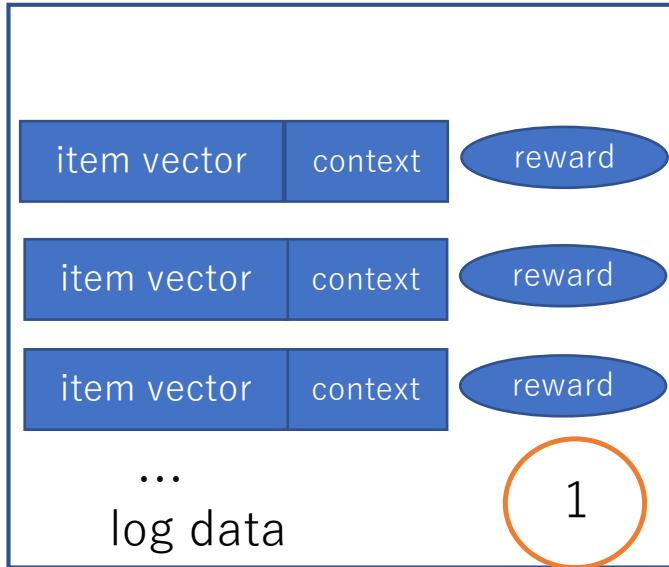 item vector context reward
item vector context reward
item vector context reward
...
log data
1